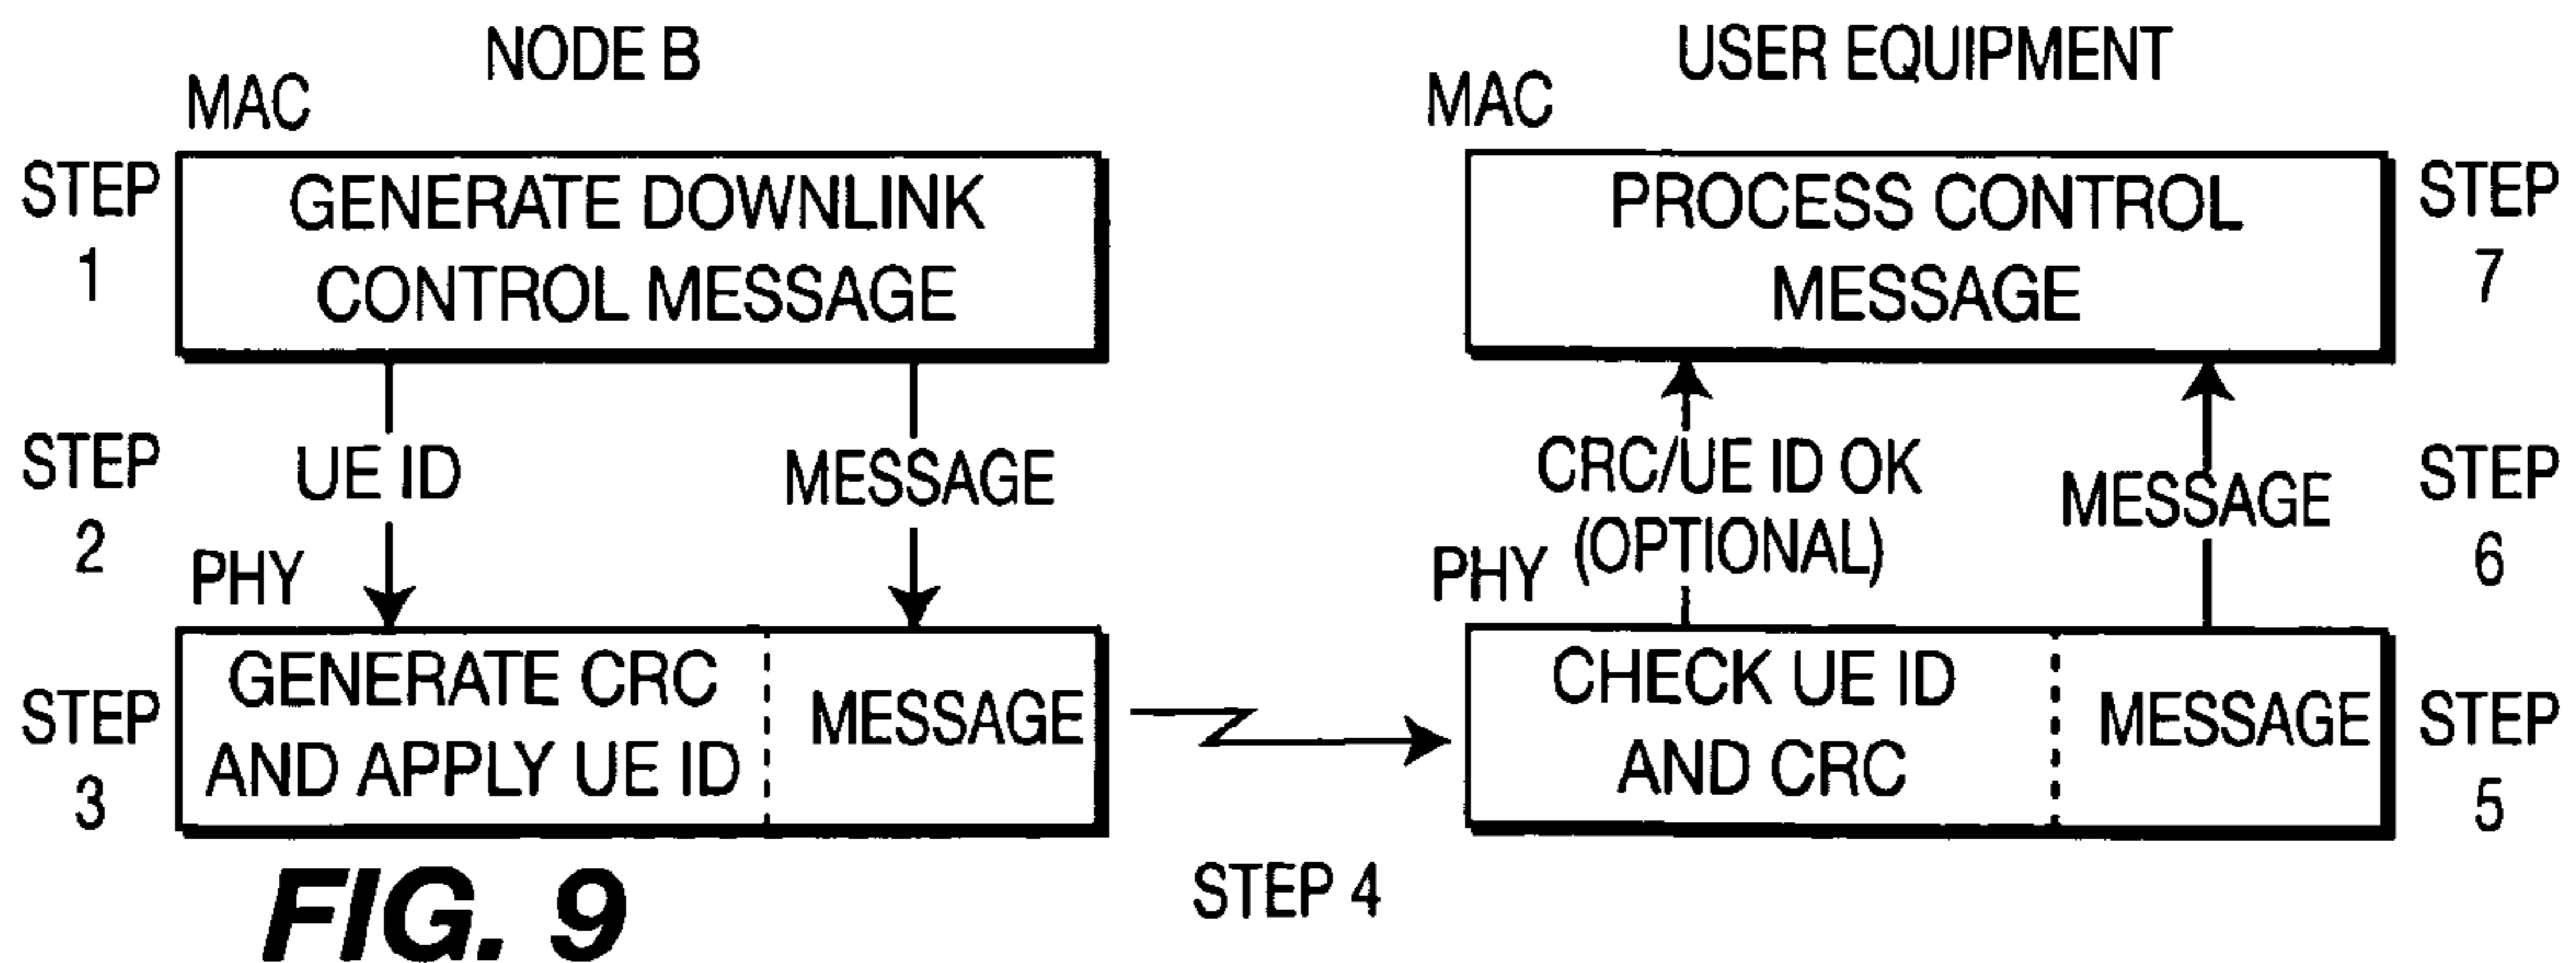 NODE B
MAC
STEP
1
GENERATE DOWNLINK
CONTROL MESSAGE
STEP
2
UE ID
MESSAGE
PHY
STEP
3
GENERATE CRC
AND APPLY UE ID
MESSAGE
STEP 4
USER EQUIPMENT
MAC
PROCESS CONTROL
MESSAGE
STEP
7
CRC/UE ID OK
(OPTIONAL)
MESSAGE
STEP
6
PHY
CHECK UE ID
AND CRC
MESSAGE
STEP
5
FIG. 9